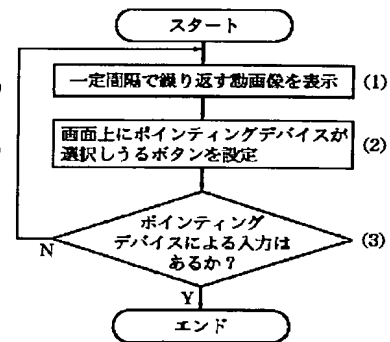 スタート
一定間隔で繰り返す動画像を表示
(1)
画面上にポインティングデバイスが
選択しうるボタンを設定
(2)
ポインティング
デバイスによる入力は
あるか?
(3)
N
Y
エンド